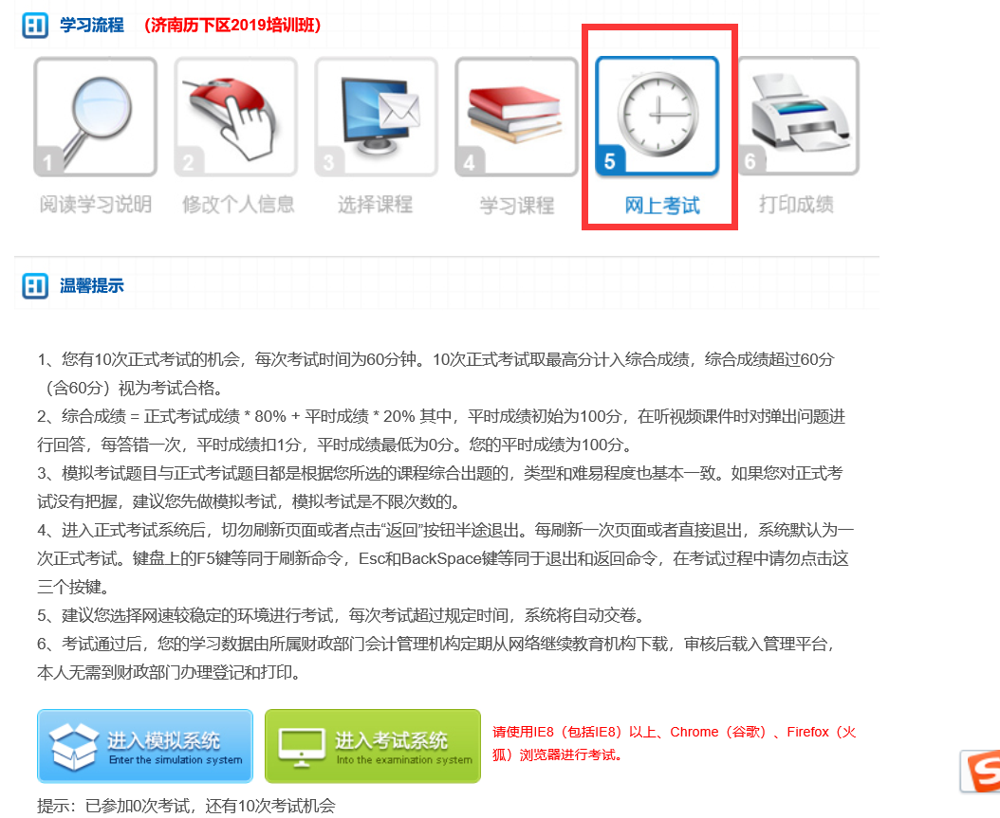 学习流程 （济南历下区2019培训班）
1 2 3 4 5 6
阅读学习说明 修改个人信息 选择课程 学习课程 网上考试 打印成绩
温馨提示
1、您有10次正式考试的机会，每次考试时间为60分钟。10次正式考试取最高分计入综合成绩，综合成绩超过60分
（含60分）视为考试合格。
2、综合成绩 = 正式考试成绩 * 80% + 平时成绩 * 20% 其中，平时成绩初始为100分，在听视频课件时对弹出问题进
行回答，每答错一次，平时成绩扣1分，平时成绩最低为0分。您的平时成绩为100分。
3、模拟考试题目与正式考试题目都是根据您所选的课程综合出题的，类型和难易程度也基本一致。如果您对正式考
试没有把握，建议您先做模拟考试，模拟考试是不限次数的。
4、进入正式考试系统后，切勿刷新页面或者点击“返回”按钮半途退出。每刷新一次页面或者直接退出，系统默认为一
次正式考试。键盘上的F5键等同于刷新命令，Esc和BackSpace键等同于退出和返回命令，在考试过程中请勿点击这
三个按键。
5、建议您选择网速较稳定的环境进行考试，每次考试超过规定时间，系统将自动交卷。
6、考试通过后，您的学习数据由所属财政部门会计管理机构定期从网络继续教育机构下载，审核后载入管理平台，
本人无需到财政部门办理登记和打印。
进入模拟系统
Enter the simulation system
进入考试系统
Into the examination system
请使用IE8（包括IE8）以上、Chrome（谷歌）、Firefox（火
狐）浏览器进行考试。
提示：已参加0次考试，还有10次考试机会